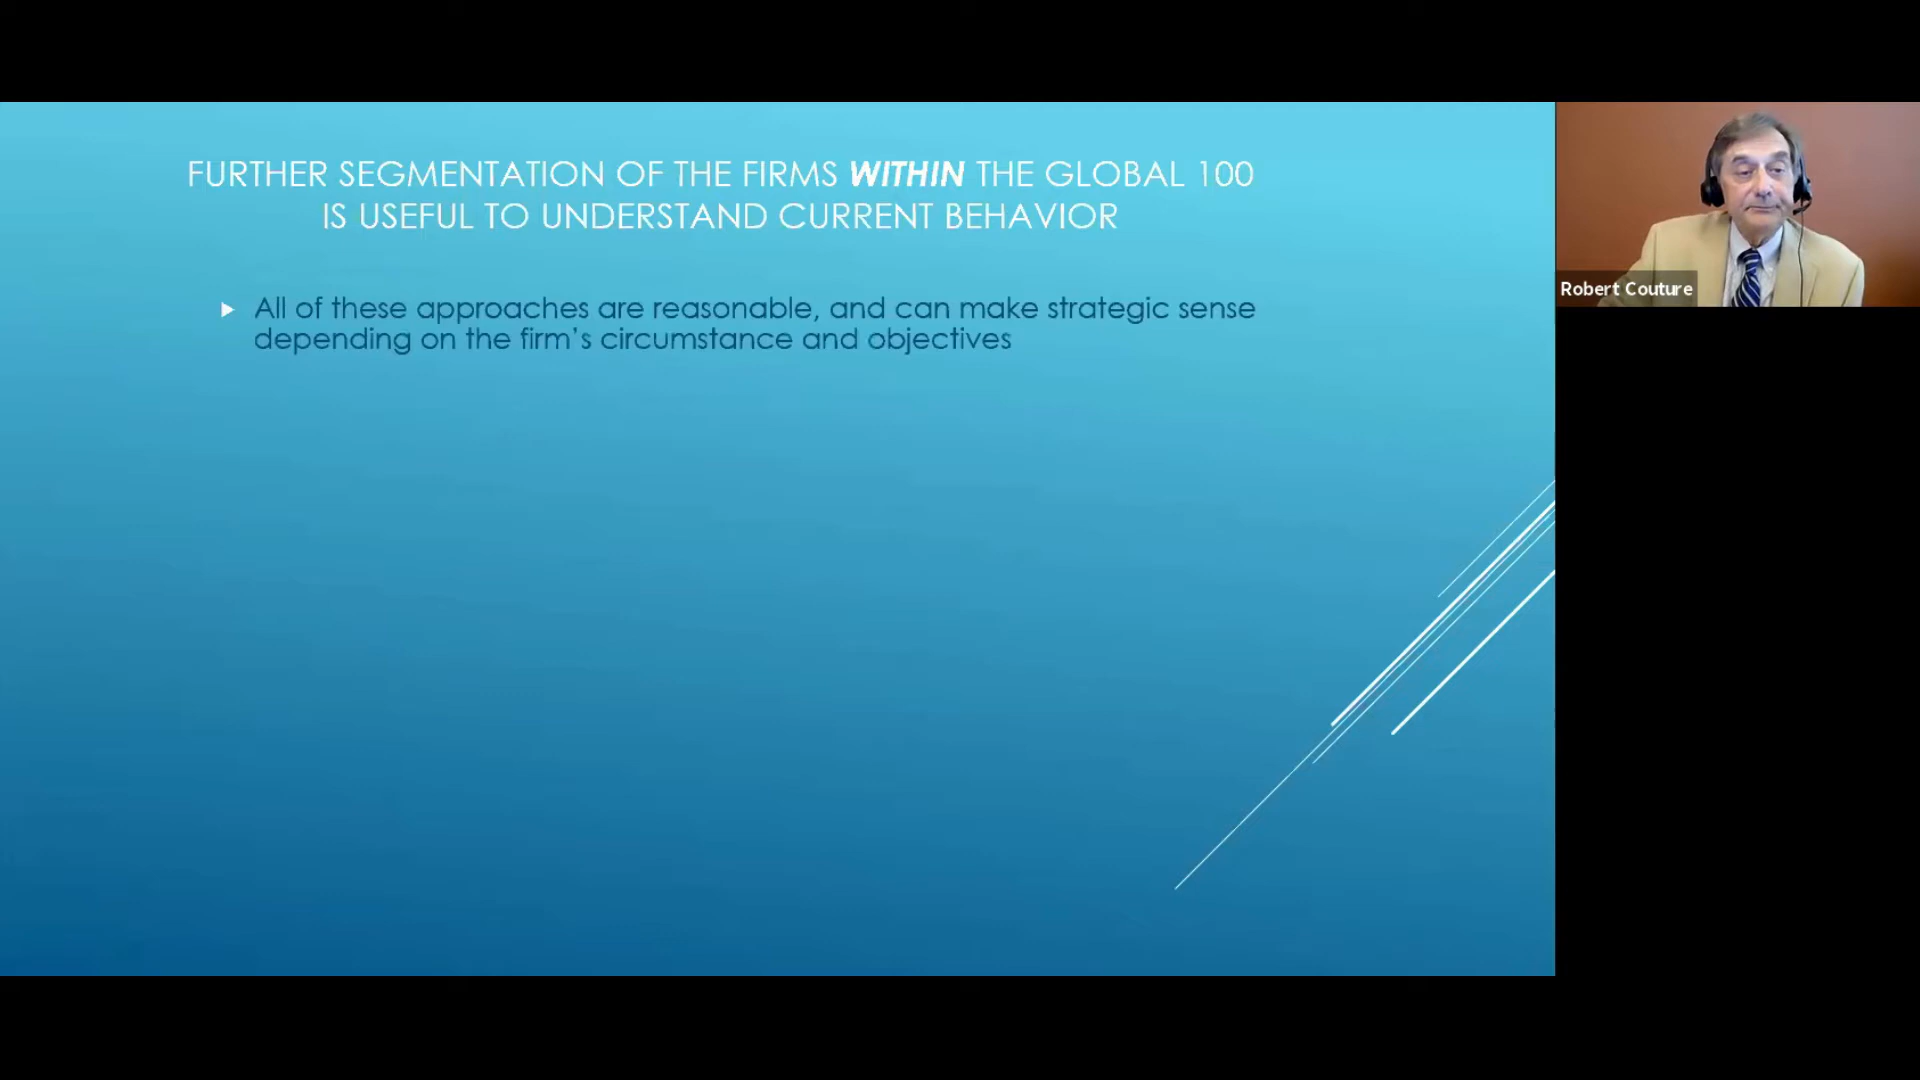 FURTHER SEGMENTATION OF THE FIRMS WITHIN THE GLOBAL 100
IS USEFUL TO UNDERSTAND CURRENT BEHAVIOR
All of these approaches are reasonable, and can make strategic sense
depending on the firm's circumstance and objectives
Robert Couture